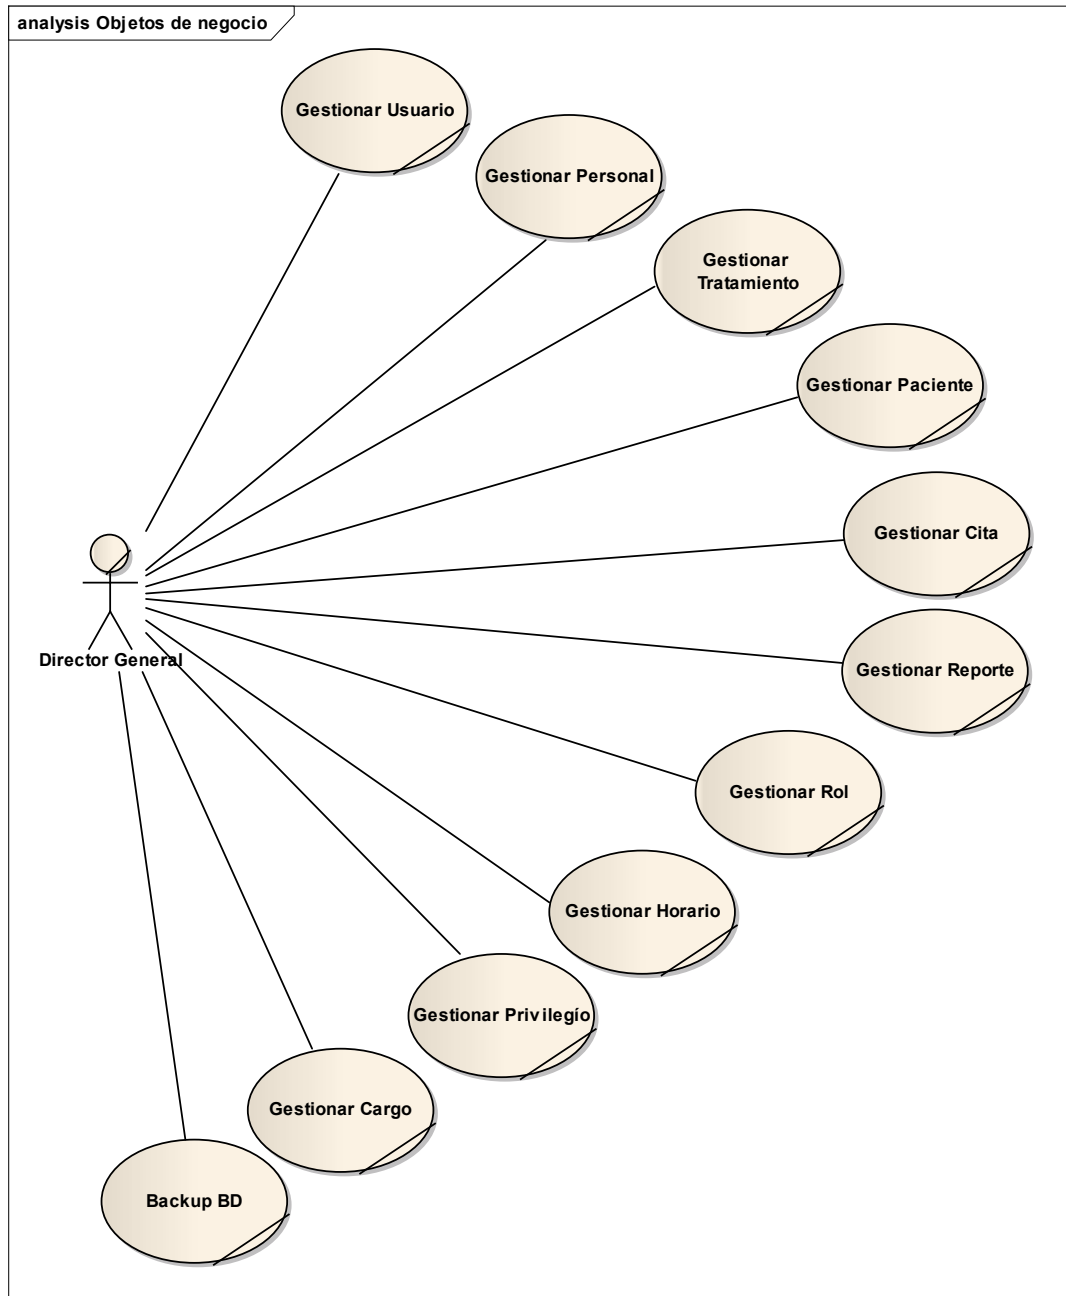 analysis Objetos de negocio
Gestionar Usuario
Gestionar Personal
Gestionar
Tratamiento
Gestionar Paciente
Gestionar Cita
Director General
Gestionar Reporte
Gestionar Rol
Gestionar Horario
Gestionar Privilegío
Gestionar Cargo
Backup BD